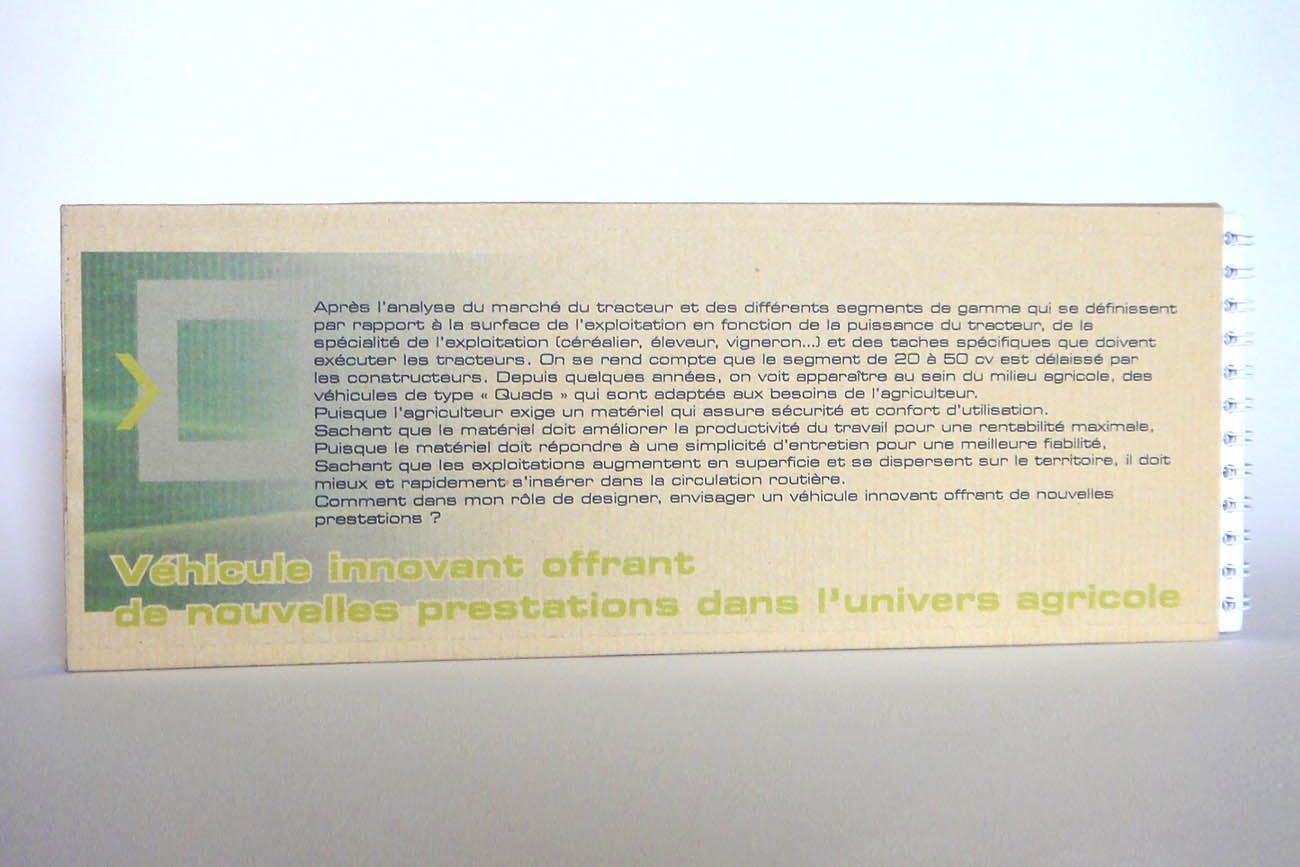 Après l'analyse du marché du tracteur et des différents segments de gamme qui se définissent
par rapport à la surface de l'exploitation en fonction de la puissance du tracteur, de la
spécialité de l'exploitation (céréalier, éleveur, vigneron...) et des taches spécifiques que doivent
exécuter les tracteurs. On se rend compte que le segment de 20 à 50 cv est délaissé par
les constructeurs. Depuis quelques années, on voit apparaître au sein du milieu agricole, des
véhicules de type « Quads » qui sont adaptés aux besoins de l'agriculteur.
Puisque l'agriculteur exige un matériel qui assure sécurité et confort d'utilisation.
Sachant que le matériel doit améliorer la productivité du travail pour une rentabilité maximale,
Puisque le matériel doit répondre à une simplicité d'entretien pour une meilleure fiabilité,
Sachant que les exploitations augmentent en superficie et se dispersent sur le territoire, il doit
mieux et rapidement s'insérer dans la circulation routière.
Comment dans mon rôle de designer, envisager un véhicule innovant offrant de nouvelles
prestations ?
Véhicule innovant offrant
de nouvelles prestations dans l'univers agricole